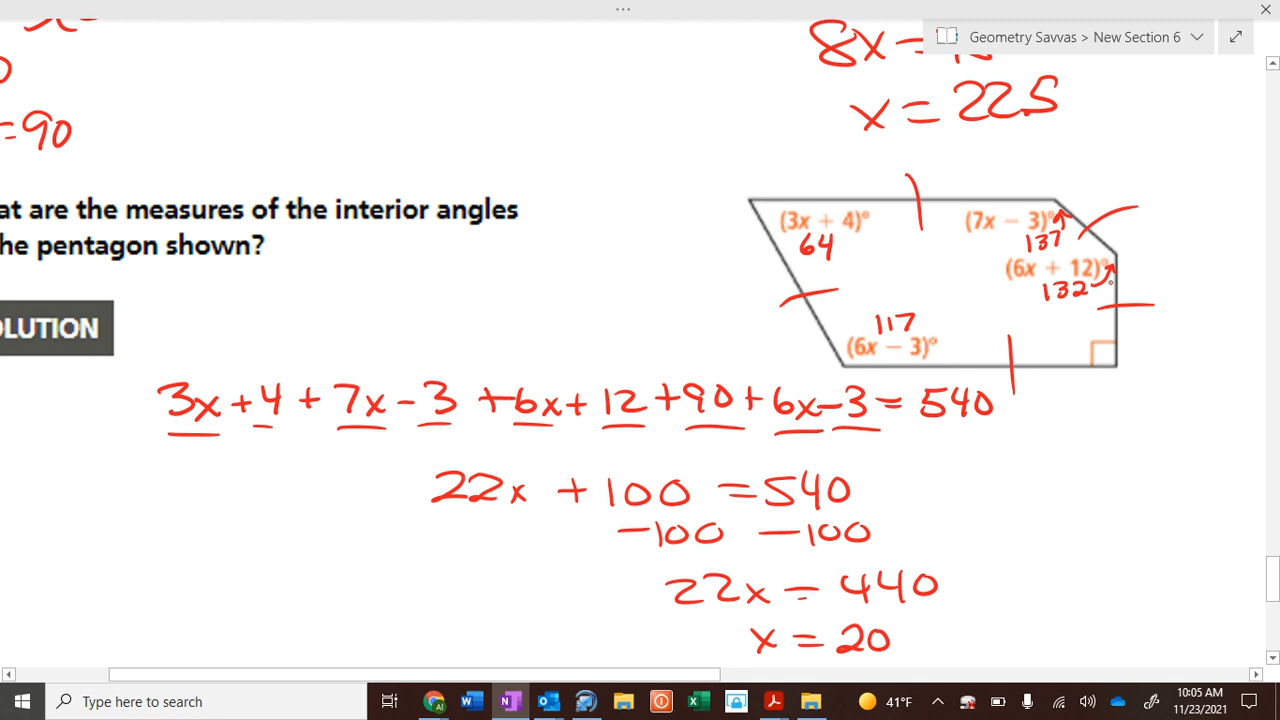 Geometry Savvas > New Section 6
8x =
x = 22.5
=90
at are the measures of the interior angles
he pentagon shown?
OLUTION
(3x + 4)°
64
(7x − 3)°
137
(6x + 12)°
132
117
(6x − 3)°
3x + 4 + 7x - 3 + 6x + 12 + 90 + 6x - 3 = 540
22x + 100 = 540
-100 -100
22x = 440
x = 20
Type here to search
41°F
10:05 AM
11/23/2021